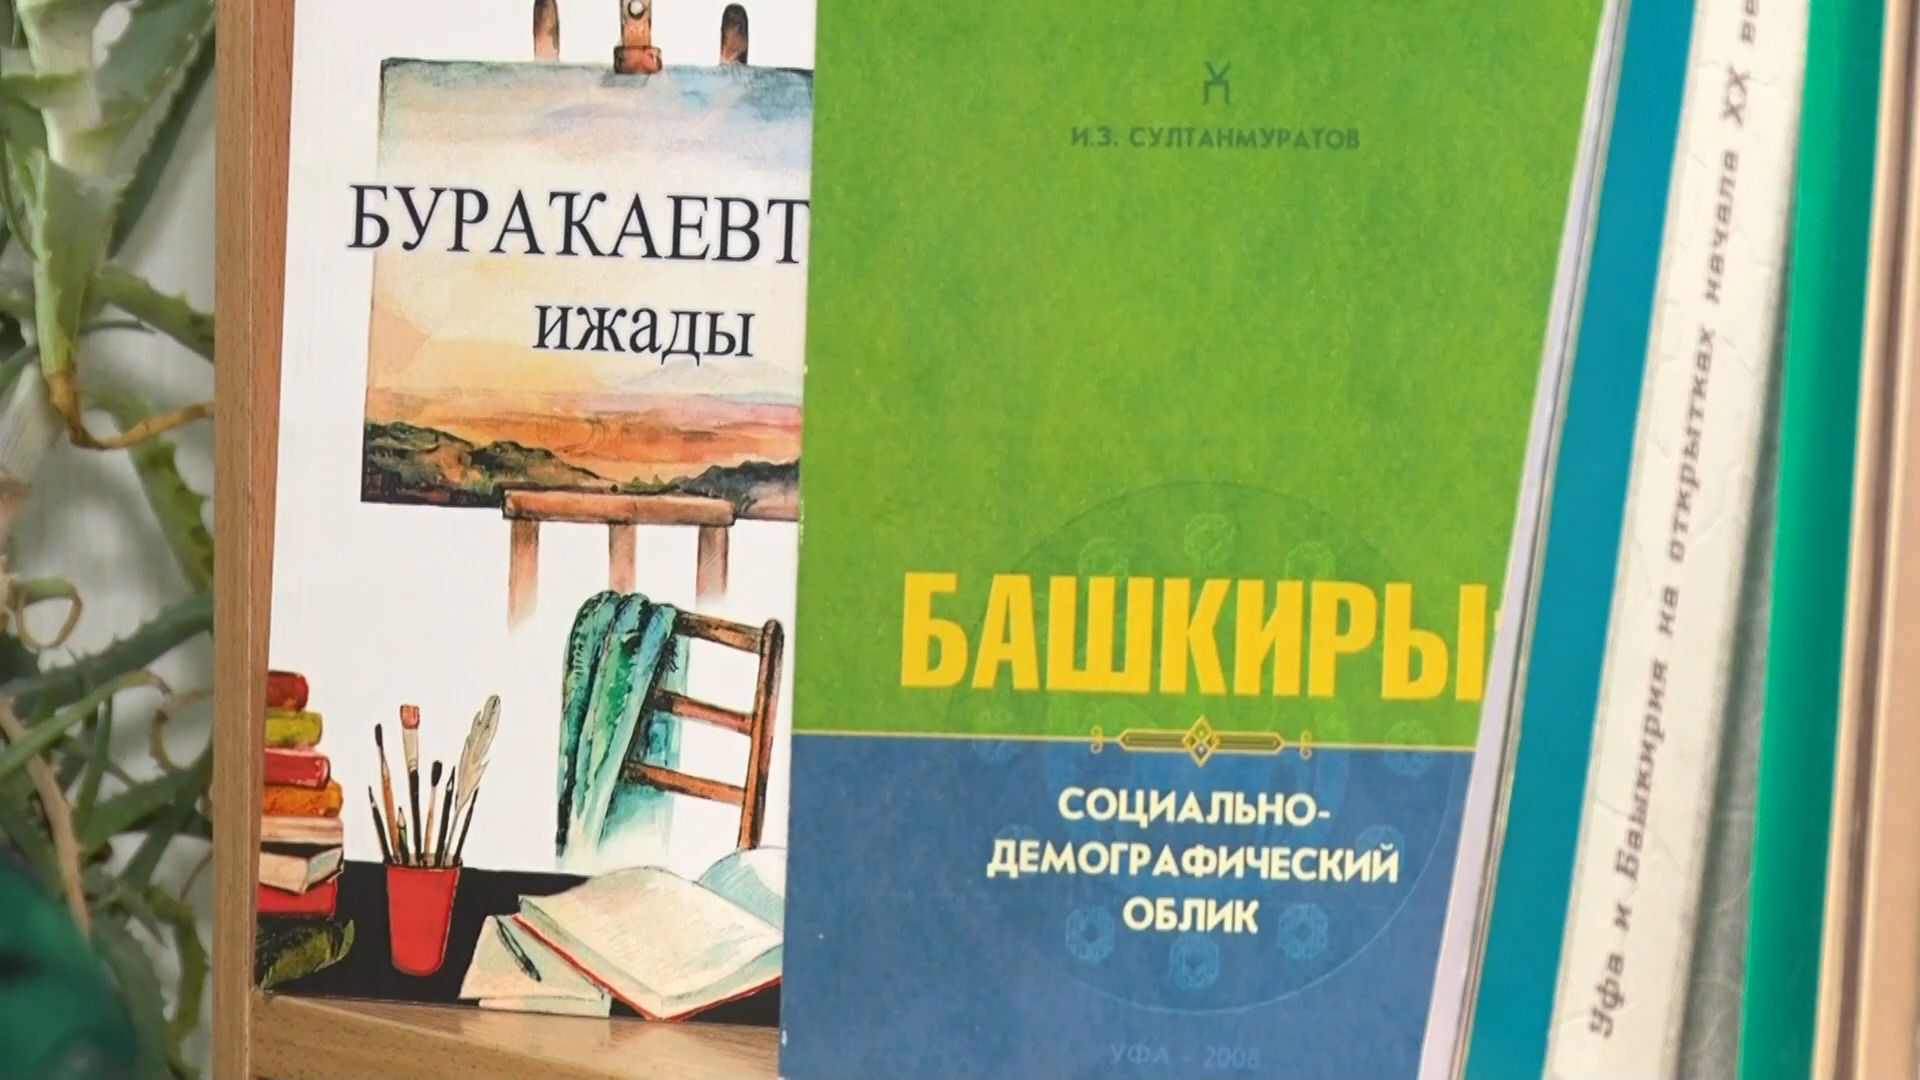 БУРАҠАЕВТ
ижады
И.З. СУЛТАНМУРАТОВ
БАШКИРЫ
СОЦИАЛЬНО-
ДЕМОГРАФИЧЕСКИЙ
ОБЛИК
УФА - 2008
Уфа и Башкирия на открытках начала XX ве